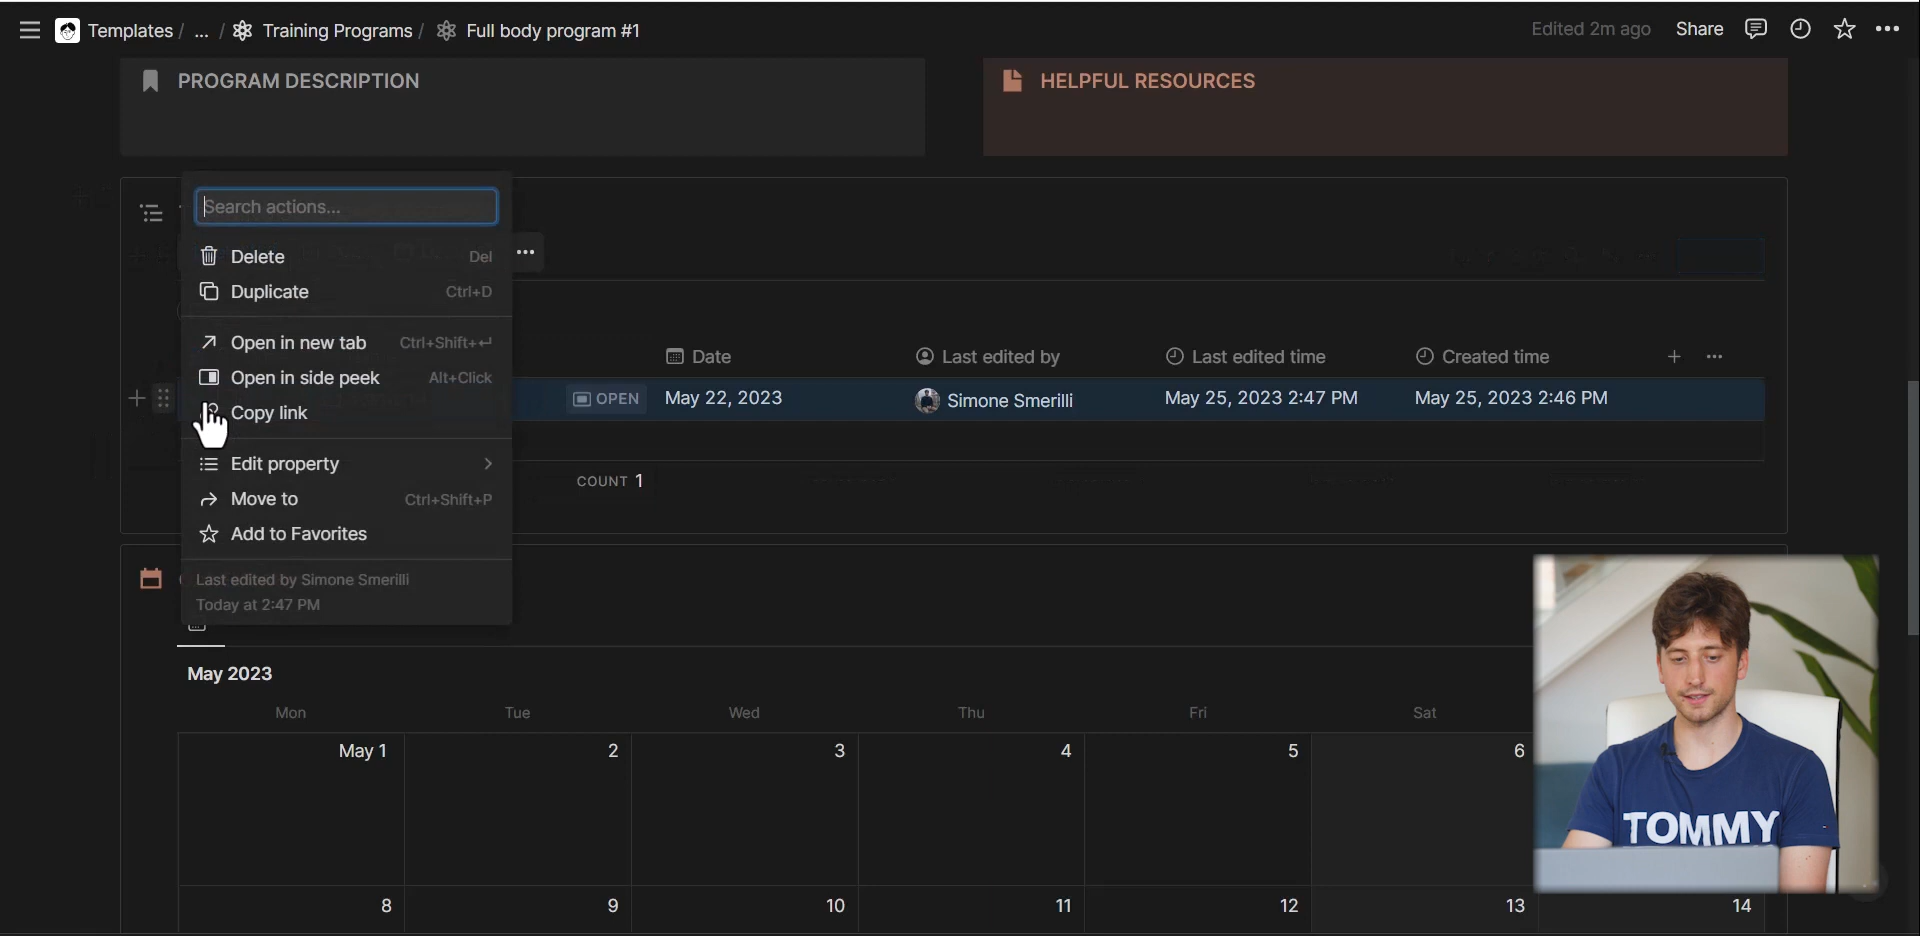 Templates / ... / Training Programs / Full body program #1
Edited 2m ago Share
PROGRAM DESCRIPTION
HELPFUL RESOURCES
Search actions...
Delete Del
Duplicate Ctrl+D
Open in new tab Ctrl+Shift+↵
Open in side peek Alt+Click
Copy link
Edit property
Move to Ctrl+Shift+P
Add to Favorites
Last edited by Simone Smerilli
Today at 2:47 PM
Date Last edited by Last edited time Created time
OPEN May 22, 2023 Simone Smerilli May 25, 2023 2:47 PM May 25, 2023 2:46 PM
COUNT 1
May 2023
Mon Tue Wed Thu Fri Sat
May 1 2 3 4 5 6
8 9 10 11 12 13 14
TOMMY